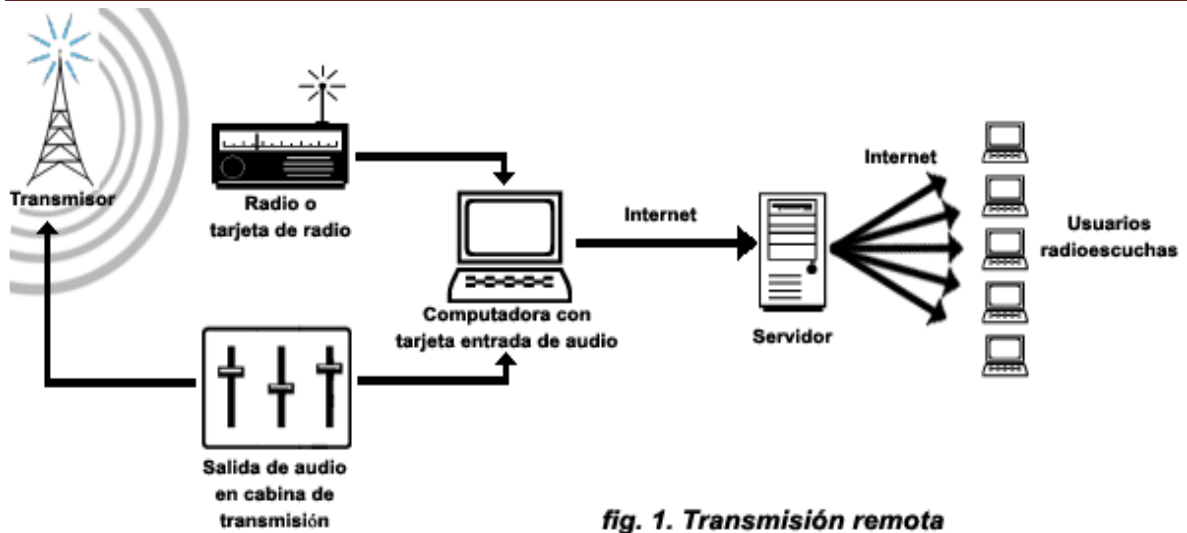 Transmisor
Radio o
tarjeta de radio
Computadora con
tarjeta entrada de audio
Internet
Servidor
Internet
Usuarios
radioescuchas
Salida de audio
en cabina de
transmisión
fig. 1. Transmisión remota